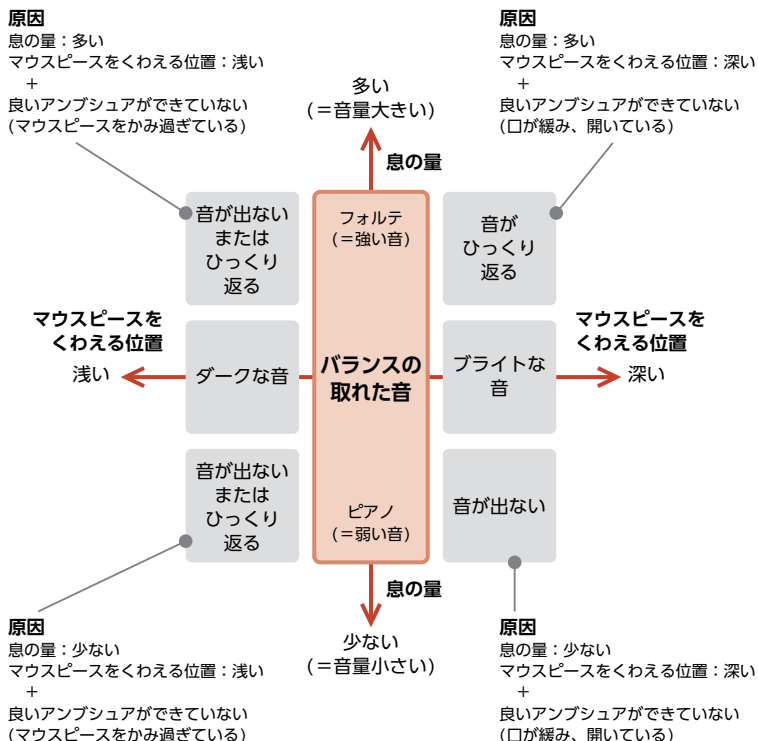 原因
息の量：多い
マウスピースをくわえる位置：浅い
＋
良いアンブシュアができていない
(マウスピースをかみ過ぎている)
原因
息の量：多い
マウスピースをくわえる位置：深い
＋
良いアンブシュアができていない
(口が緩み、開いている)
多い
(＝音量大きい)
息の量
音が出ない
または
ひっくり
返る
フォルテ
(＝強い音)
音が
ひっくり
返る
マウスピースを
くわえる位置
浅い
ダークな音
バランスの
取れた音
ブライトな
音
マウスピースを
くわえる位置
深い
音が出ない
または
ひっくり
返る
ピアノ
(＝弱い音)
音が出ない
息の量
少ない
(＝音量小さい)
原因
息の量：少ない
マウスピースをくわえる位置：浅い
＋
良いアンブシュアができていない
(マウスピースをかみ過ぎている)
原因
息の量：少ない
マウスピースをくわえる位置：深い
＋
良いアンブシュアができていない
(口が緩み、開いている)